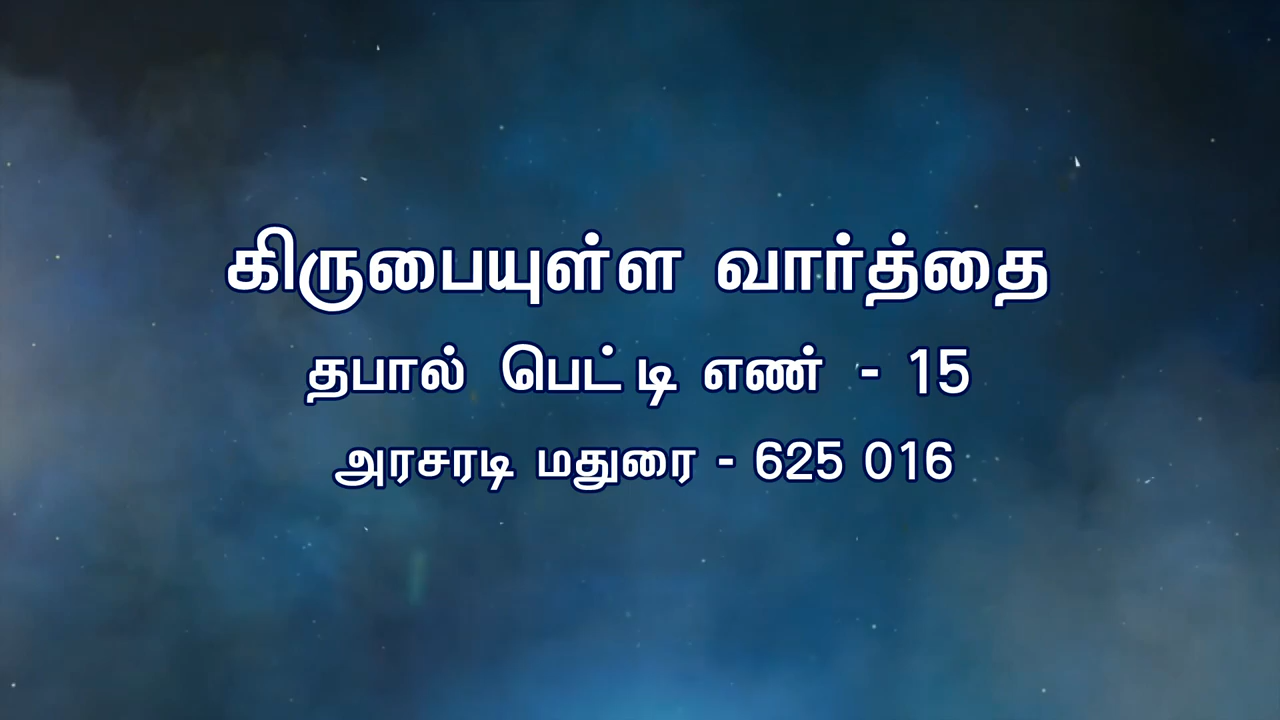 கிருபையுள்ள வார்த்தை
தபால் பெட்டி எண் - 15
அரசரடி மதுரை - 625 016